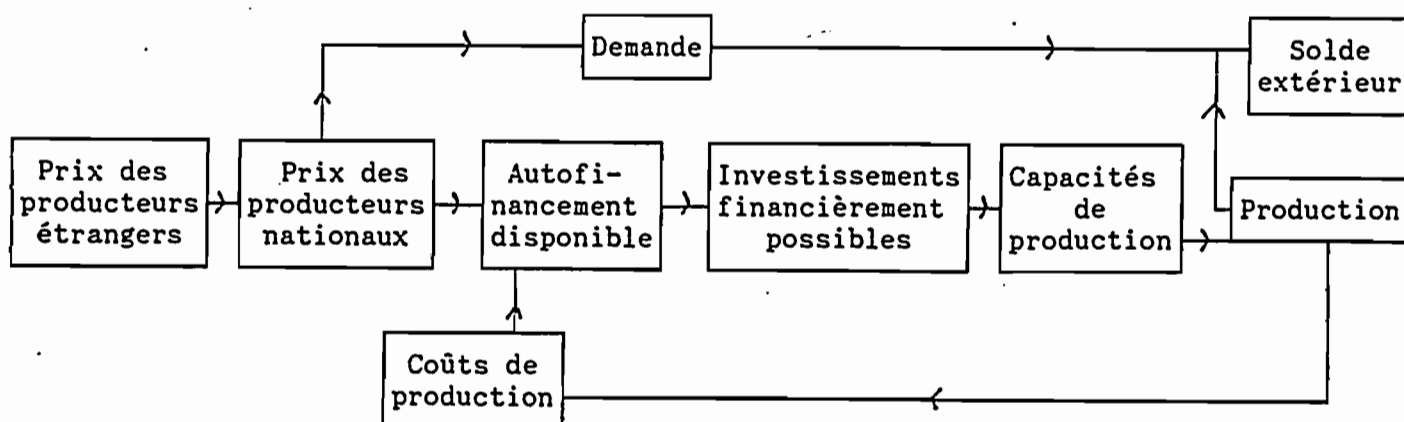 Demande
Solde
extérieur
Prix des
producteurs
étrangers
Prix des
producteurs
nationaux
Autofi-
nancement
disponible
Investissements
financièrement
possibles
Capacités
de
production
Production
Coûts de
production